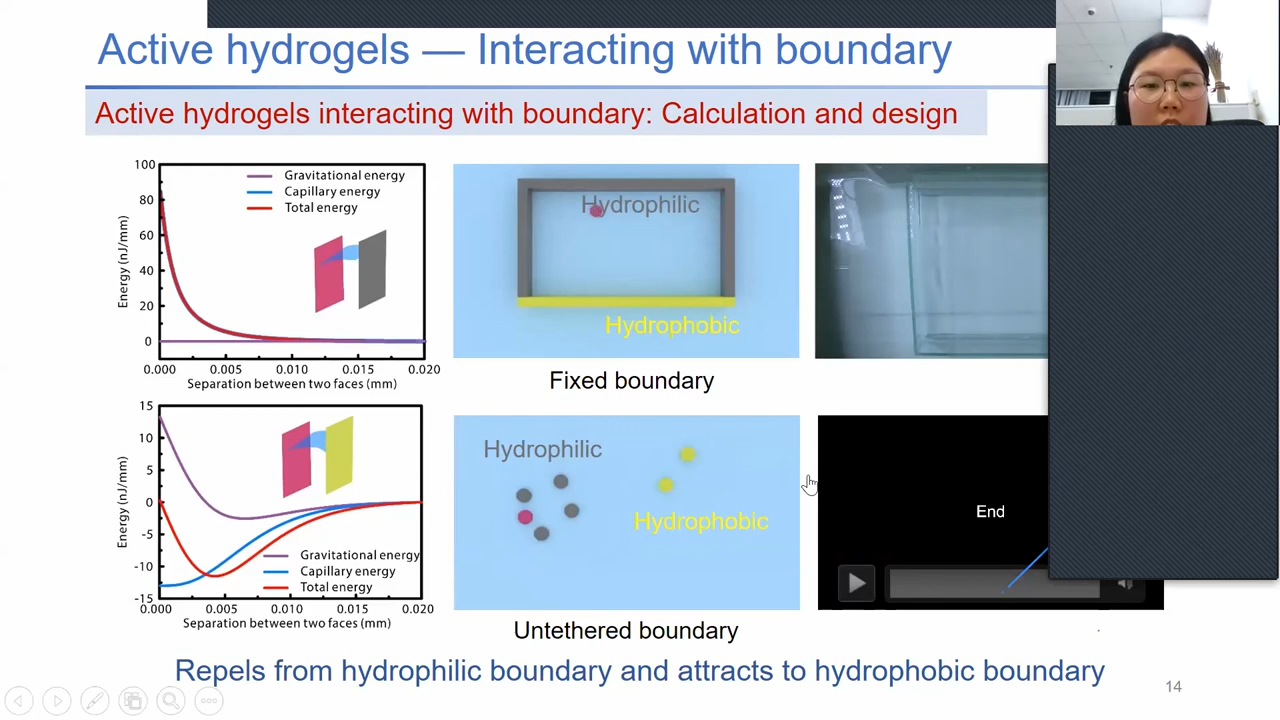 Active hydrogels — Interacting with boundary
Active hydrogels interacting with boundary: Calculation and design
100
80
60
40
20
0
Energy (nJ/mm)
Gravitational energy
Capillary energy
Total energy
0.000 0.005 0.010 0.015 0.020
Separation between two faces (mm)
Hydrophilic
Hydrophobic
Fixed boundary
15
10
5
0
-5
-10
-15
Energy (nJ/mm)
Gravitational energy
Capillary energy
Total energy
0.000 0.005 0.010 0.015 0.020
Separation between two faces (mm)
Hydrophilic
Hydrophobic
Untethered boundary
End
Repels from hydrophilic boundary and attracts to hydrophobic boundary
14